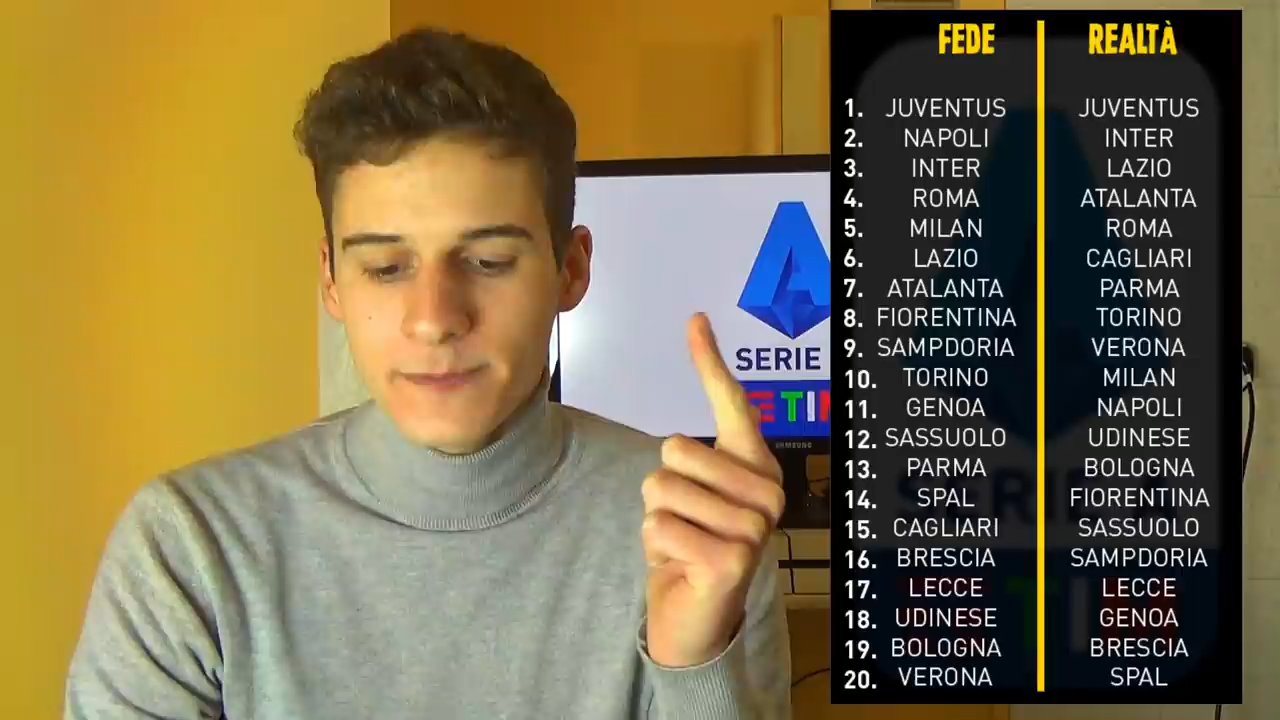 FEDE REALTÀ
1. JUVENTUS JUVENTUS
2. NAPOLI INTER
3. INTER LAZIO
4. ROMA ATALANTA
5. MILAN ROMA
6. LAZIO CAGLIARI
7. ATALANTA PARMA
8. FIORENTINA TORINO
9. SAMPDORIA VERONA
10. TORINO MILAN
11. GENOA NAPOLI
12. SASSUOLO UDINESE
13. PARMA BOLOGNA
14. SPAL FIORENTINA
15. CAGLIARI SASSUOLO
16. BRESCIA SAMPDORIA
17. LECCE LECCE
18. UDINESE GENOA
19. BOLOGNA BRESCIA
20. VERONA SPAL
SERIE
TIM
SAMSUNG